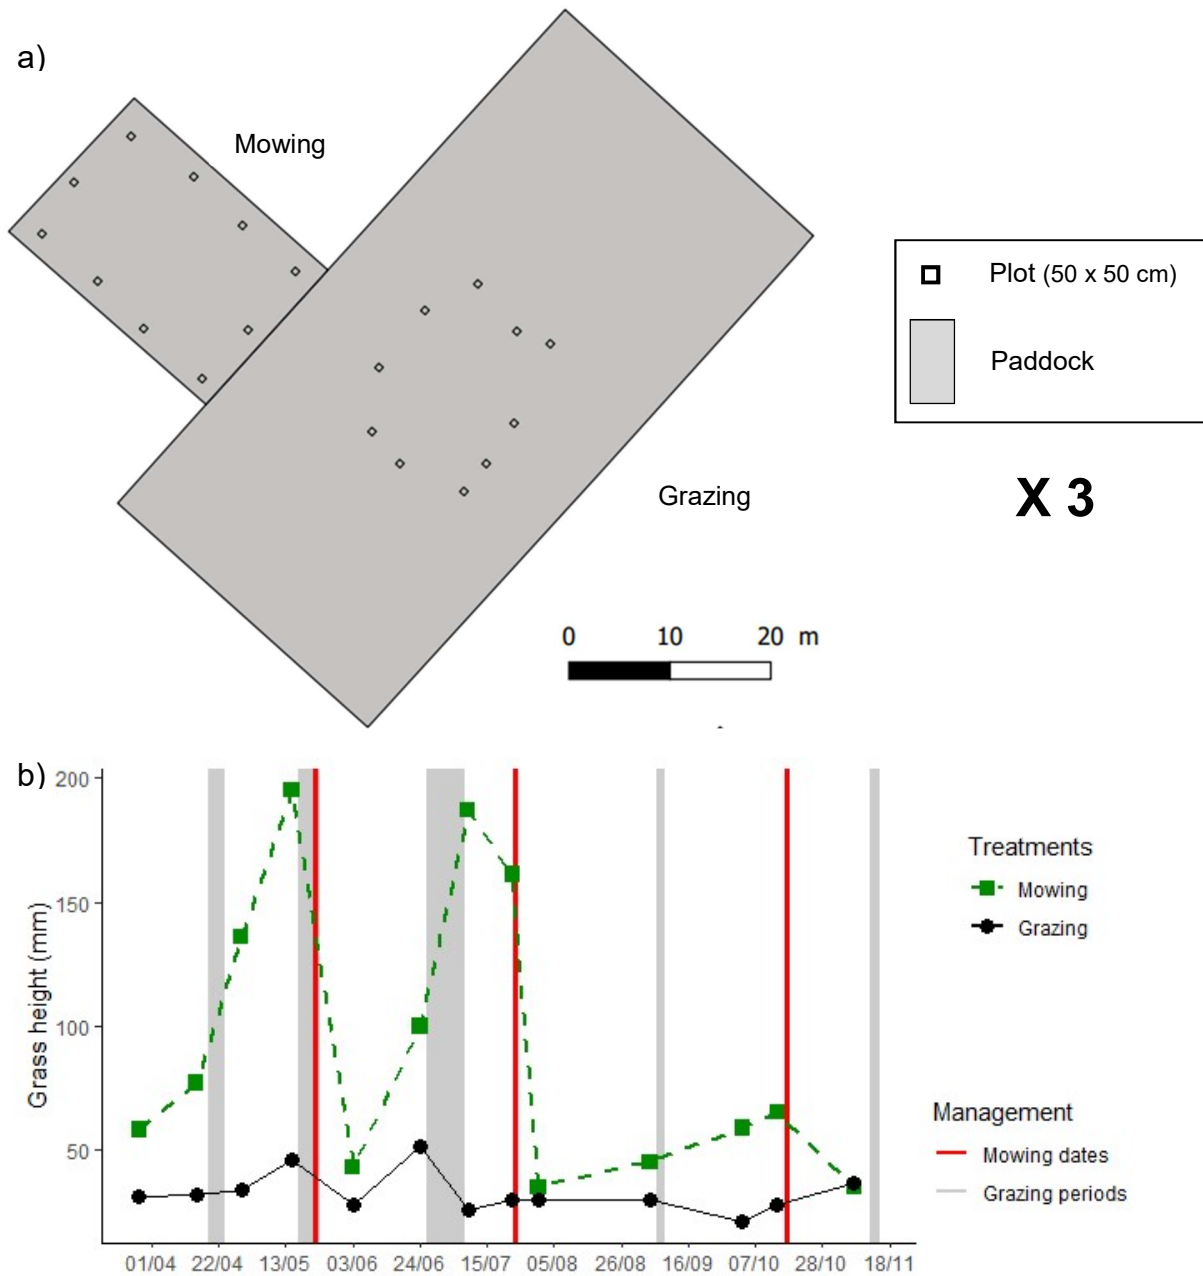 a)
Mowing
Plot (50 x 50 cm)
Paddock
X 3
Grazing
0 10 20 m
b)
200
150
100
50
Grass height (mm)
01/04 22/04 13/05 03/06 24/06 15/07 05/08 26/08 16/09 07/10 28/10 18/11
Treatments
Mowing
Grazing
Management
Mowing dates
Grazing periods